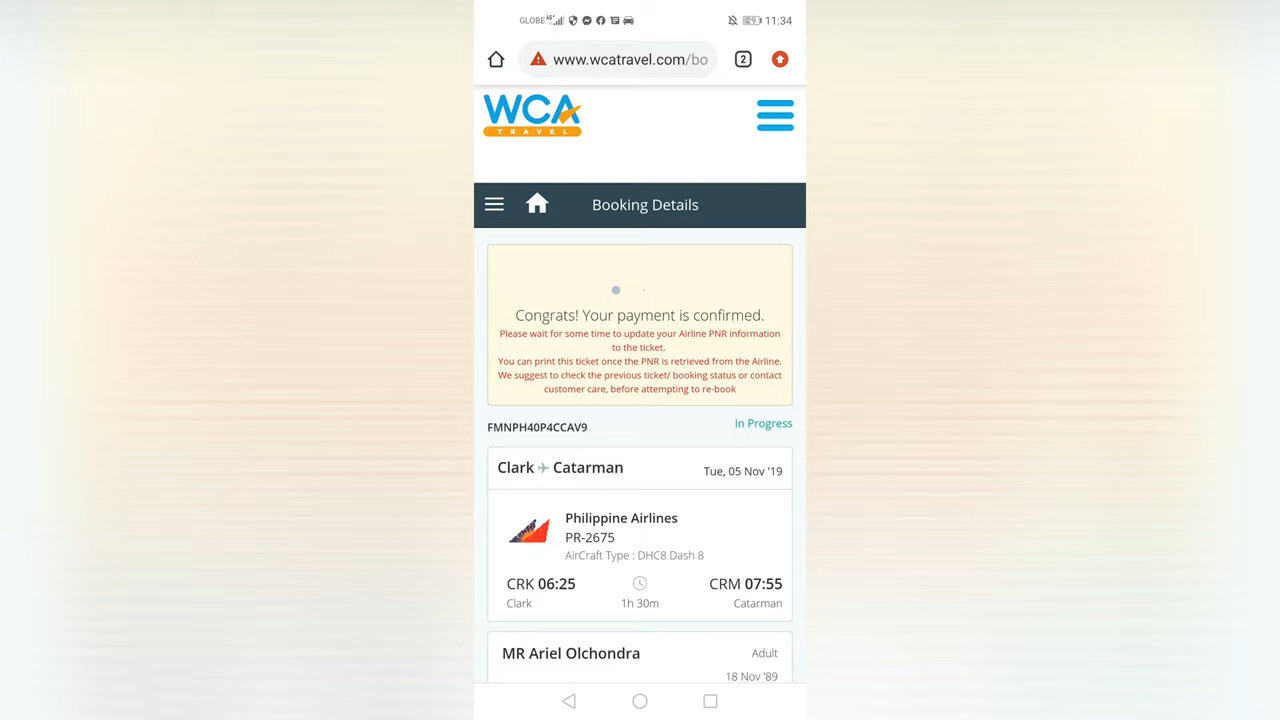 GLOBE 4G 29 11:34
www.wcatravel.com/bo 2
WCA
TRAVEL
Booking Details
Congrats! Your payment is confirmed.
Please wait for some time to update your Airline PNR information
to the ticket.
You can print this ticket once the PNR is retrieved from the Airline.
We suggest to check the previous ticket/ booking status or contact
customer care, before attempting to re-book
FMNPH40P4CCAV9 In Progress
Clark Catarman Tue, 05 Nov '19
Philippine Airlines
PR-2675
AirCraft Type : DHC8 Dash 8
CRK 06:25 CRM 07:55
Clark 1h 30m Catarman
MR Ariel Olchondra Adult
18 Nov '89